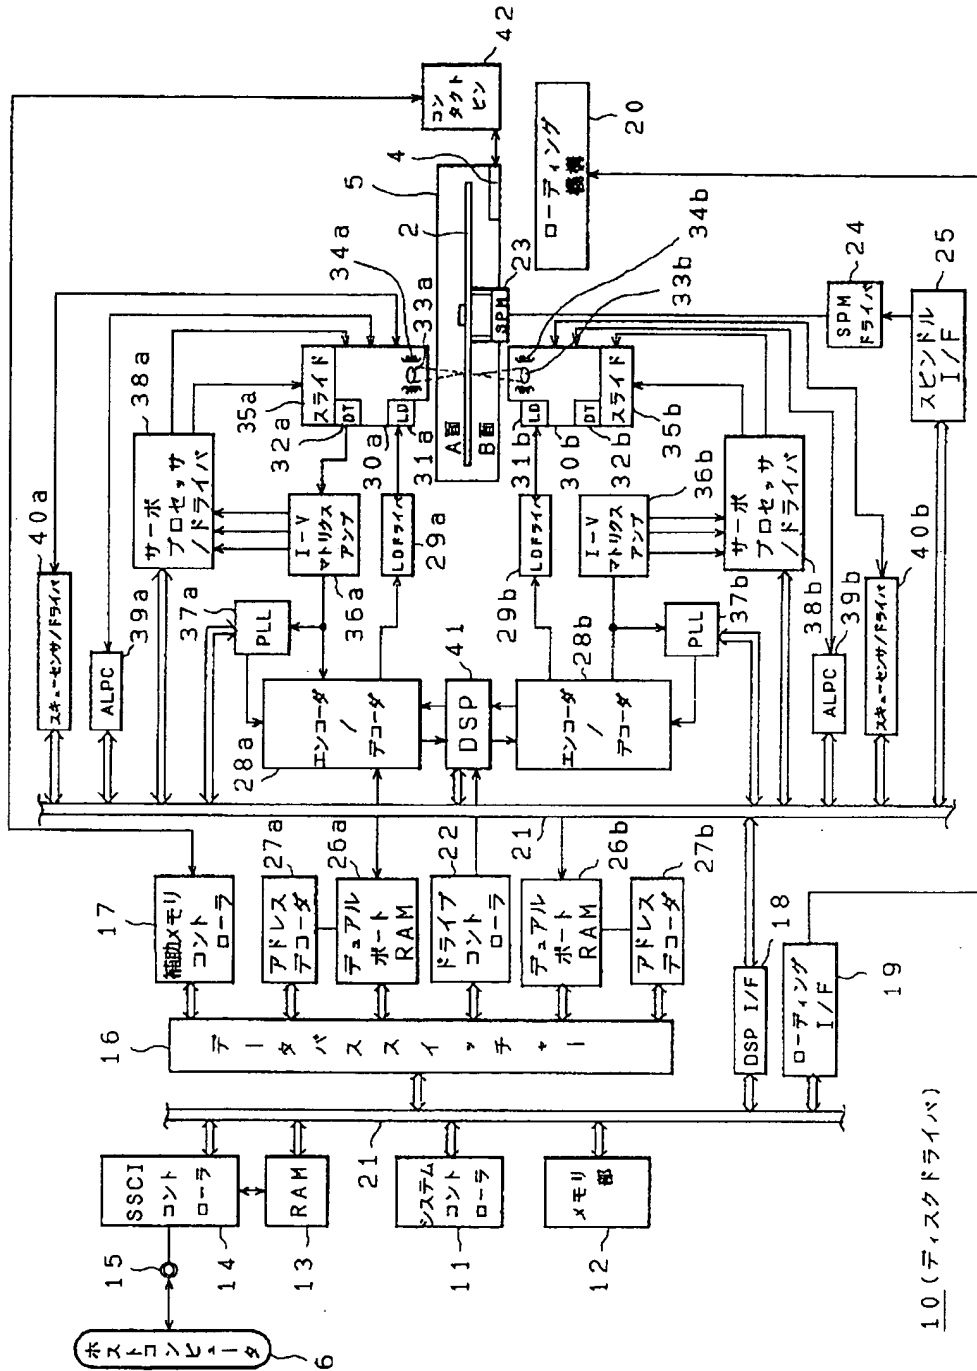 10 (ディスクドライバ)
ホストコンピュータ
6
15
SSCI
コント
ローラ
14
RAM
13
システム
コント
ローラ
11
メモリ
部
12
21
データバススイッチャー
16
補助メモリ
コント
ローラ
17
アドレス
デコーダ
27a
デュアル
ポート
RAM
26a
ドライブ
コント
ローラ
22
デュアル
ポート
RAM
26b
アドレス
デコーダ
27b
DSP I/F
18
ローディング
I/F
19
21
スキューセンサ/ドライバ
40a
ALPC
39a
サーボ
プロセッサ
/ドライバ
38a
PLL
37a
エンコーダ
/
デコーダ
28a
I-V
マトリクス
アンプ
36a
LDドライバ
29a
DSP
41
エンコーダ
/
デコーダ
28b
LDドライバ
29b
I-V
マトリクス
アンプ
36b
PLL
37b
サーボ
プロセッサ
/ドライバ
38b
ALPC
39b
スキューセンサ/ドライバ
40b
スライド
35a
DT
32a
30a
LD
31a
34a
33a
A面
B面
5
2
4
SPM
23
LD
31b
30b
DT
32b
スライド
35b
34b
33b
コン
タクト
ピン
42
ローディング
機構
20
SPM
ドライバ
24
スピンドル
I/F
25